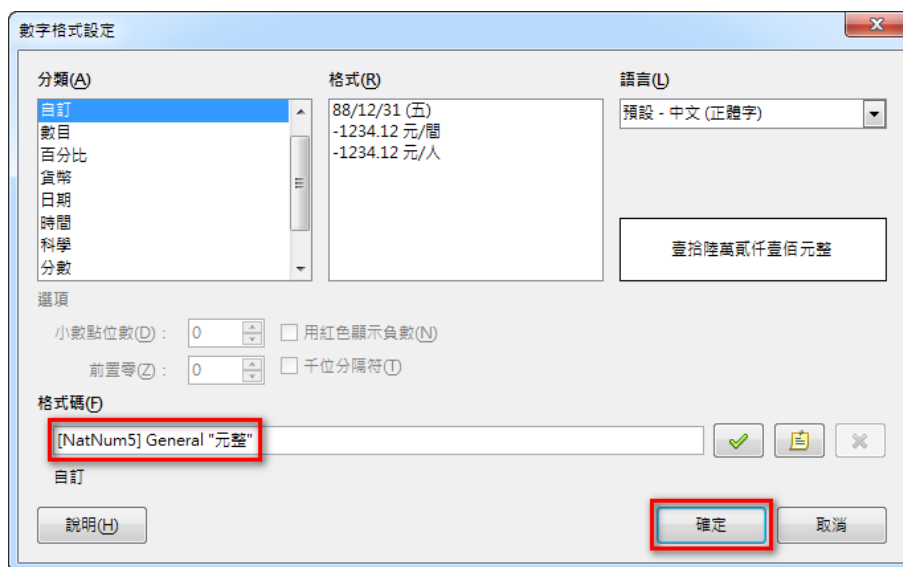 數字格式設定
分類(A)
自訂
數目
百分比
貨幣
日期
時間
科學
分數
格式(R)
88/12/31 (五)
-1234.12 元/間
-1234.12 元/人
語言(L)
預設 - 中文 (正體字)
壹拾陸萬貳仟壹佰元整
選項
小數點位數(D)： 0
用紅色顯示負數(N)
前置零(Z)： 0
千位分隔符(T)
格式碼(F)
[NatNum5] General "元整"
自訂
說明(H)
確定
取消